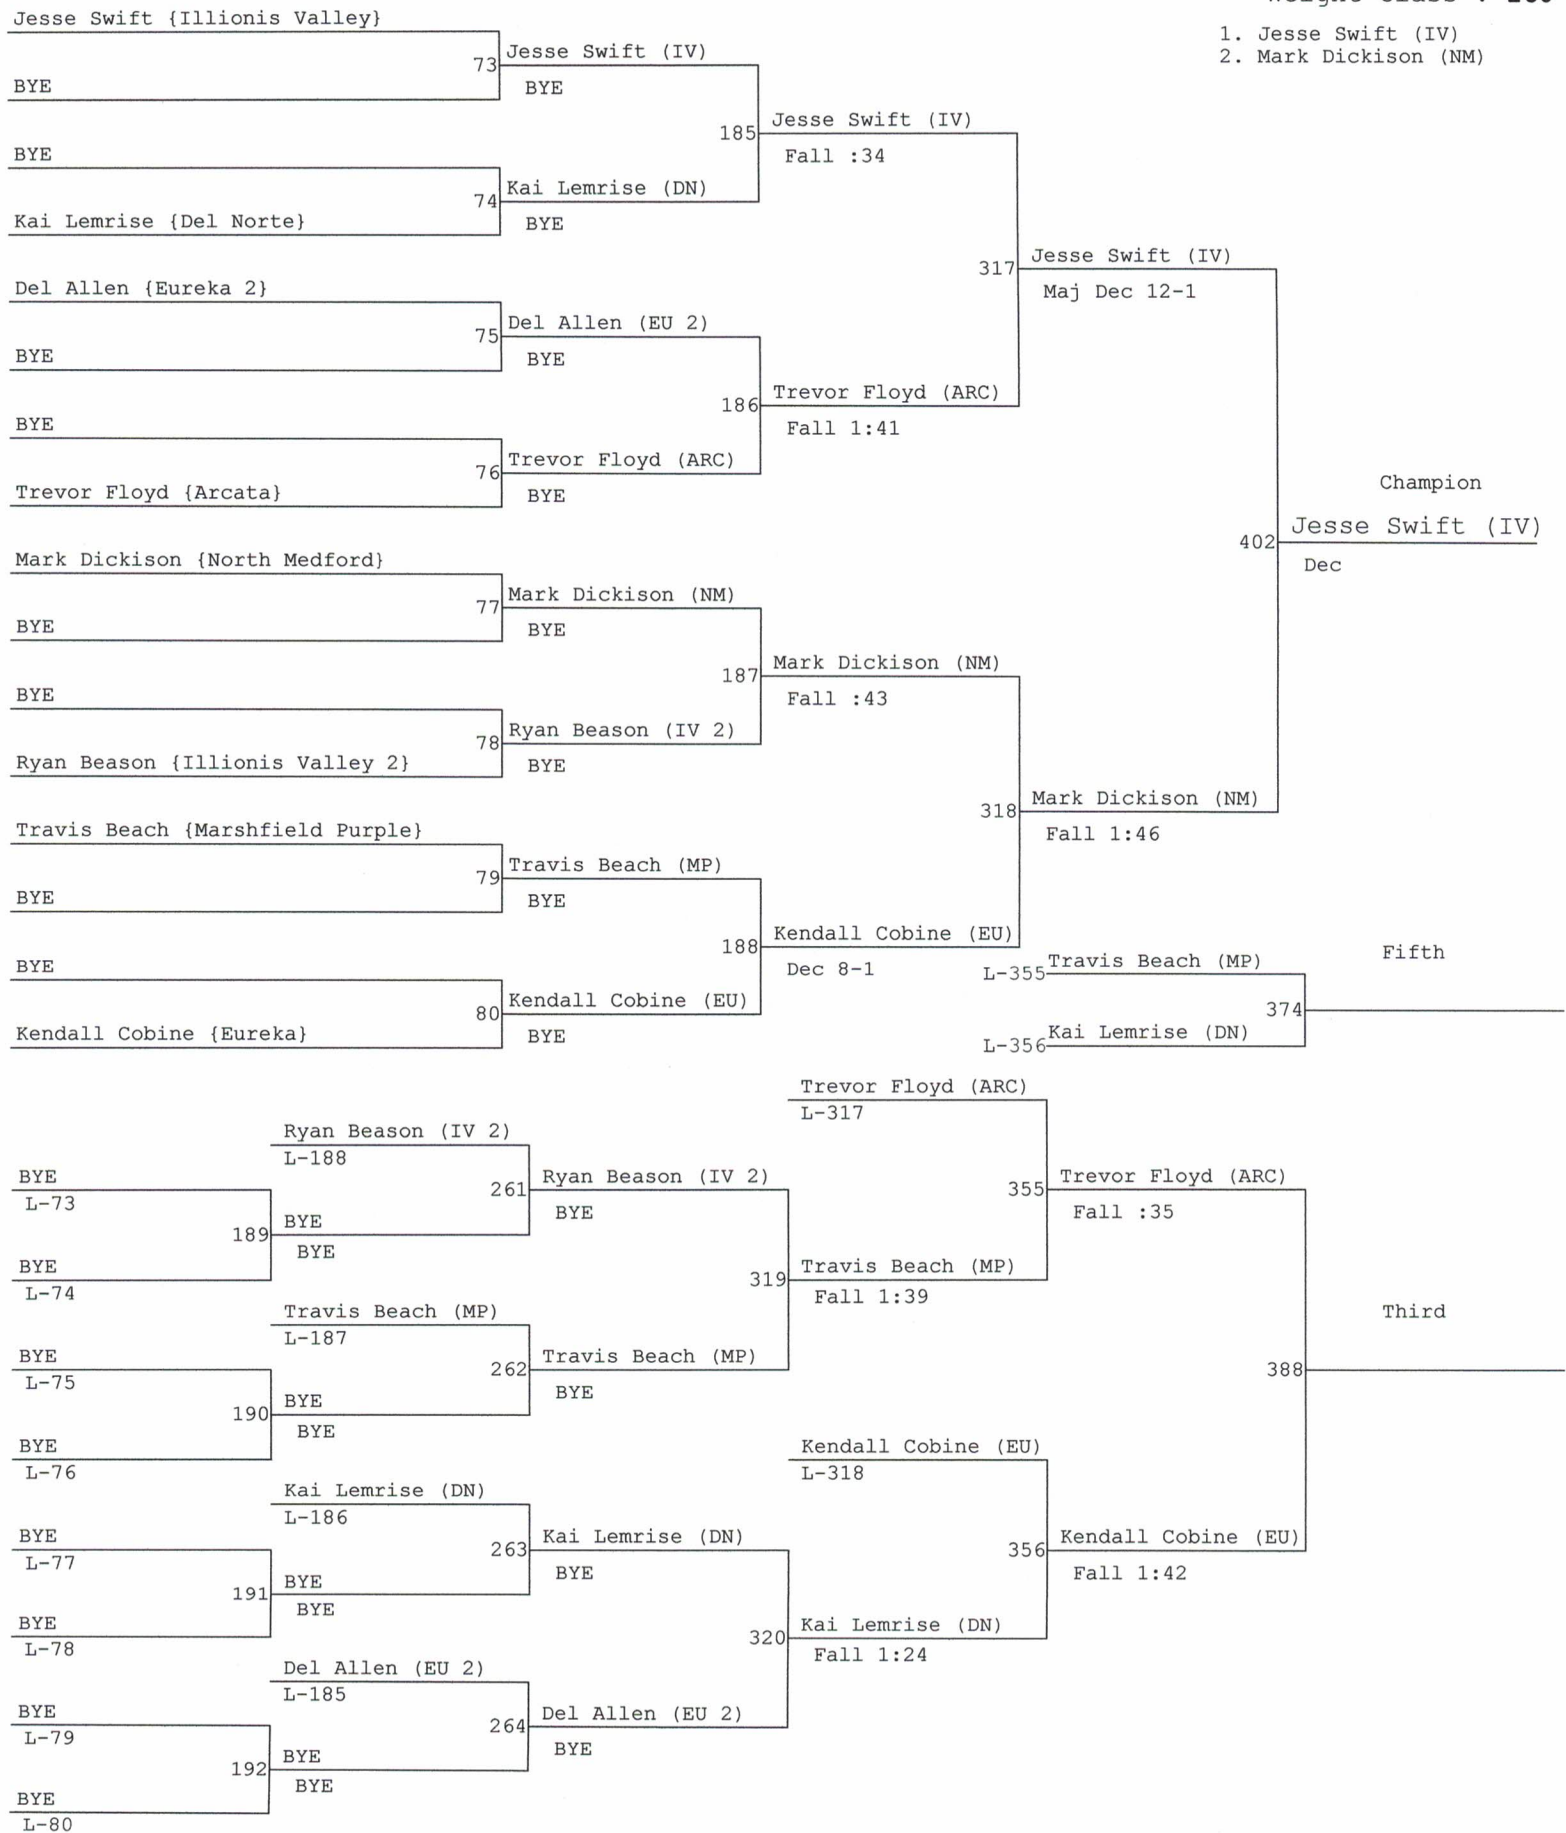 Jesse Swift {Illionis Valley}
1. Jesse Swift (IV)
2. Mark Dickison (NM)
73
Jesse Swift (IV)
BYE
BYE
185
Jesse Swift (IV)
Fall :34
BYE
74
Kai Lemrise (DN)
BYE
Kai Lemrise {Del Norte}
317
Jesse Swift (IV)
Maj Dec 12-1
Del Allen {Eureka 2}
75
Del Allen (EU 2)
BYE
BYE
186
Trevor Floyd (ARC)
Fall 1:41
BYE
76
Trevor Floyd (ARC)
BYE
Trevor Floyd {Arcata}
Champion
402
Jesse Swift (IV)
Dec
Mark Dickison {North Medford}
77
Mark Dickison (NM)
BYE
BYE
187
Mark Dickison (NM)
Fall :43
BYE
78
Ryan Beason (IV 2)
BYE
Ryan Beason {Illionis Valley 2}
318
Mark Dickison (NM)
Fall 1:46
Travis Beach {Marshfield Purple}
79
Travis Beach (MP)
BYE
BYE
188
Kendall Cobine (EU)
Dec 8-1
BYE
80
Kendall Cobine (EU)
BYE
Kendall Cobine {Eureka}
Fifth
L-355
Travis Beach (MP)
374
L-356
Kai Lemrise (DN)
Trevor Floyd (ARC)
L-317
Ryan Beason (IV 2)
L-188
BYE
L-73
261
Ryan Beason (IV 2)
BYE
355
Trevor Floyd (ARC)
Fall :35
189
BYE
BYE
BYE
L-74
319
Travis Beach (MP)
Fall 1:39
Travis Beach (MP)
L-187
Third
BYE
L-75
262
Travis Beach (MP)
BYE
388
190
BYE
BYE
BYE
L-76
Kendall Cobine (EU)
L-318
Kai Lemrise (DN)
L-186
BYE
L-77
263
Kai Lemrise (DN)
BYE
356
Kendall Cobine (EU)
Fall 1:42
191
BYE
BYE
BYE
L-78
320
Kai Lemrise (DN)
Fall 1:24
Del Allen (EU 2)
L-185
BYE
L-79
264
Del Allen (EU 2)
BYE
192
BYE
BYE
BYE
L-80